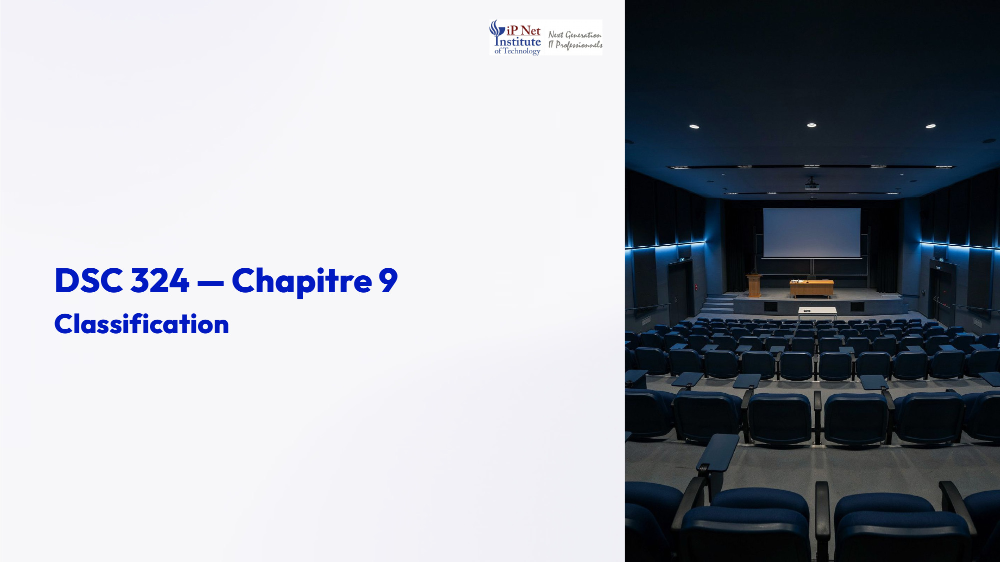 iP Net
Institute
of Technology
Next Generation
IT Professionnels
DSC 324 — Chapitre 9
Classification